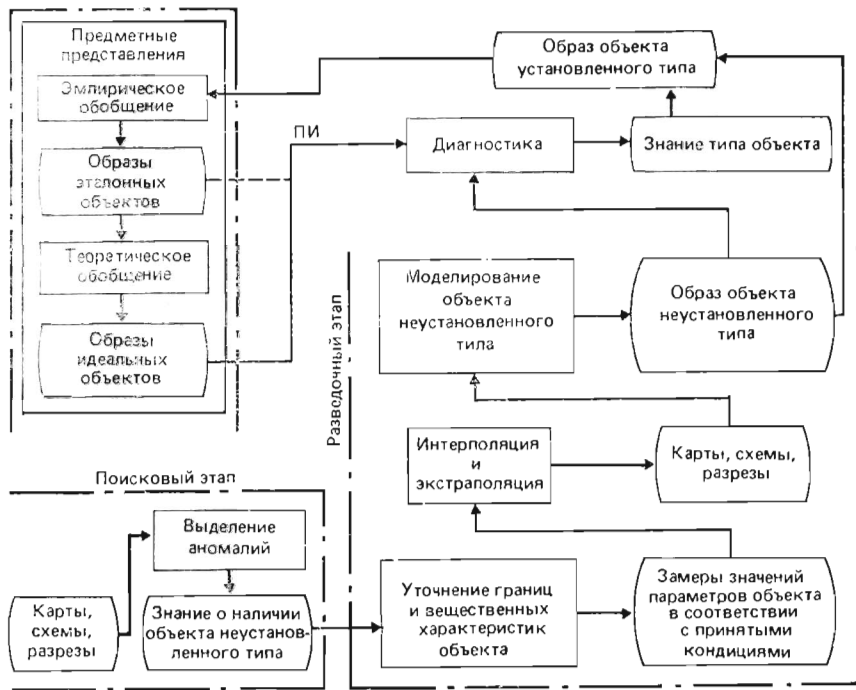 Предметные
представления
Эмлирическое
обобщение
Образы
эталонных
объектов
Теоратическое
обобщение
Образы
идеальных
объектов
ПИ
Образ объекта
установленного типа
Диагностика
Знание типа объекта
Разведочный этап
Моделирование
объекта
неустановленного
тила
Образ объекта
неустановленного
типа
Интерполяция
и
экстраполяция
Карты, схемы,
разрезы
Поисковый этап
Выделение
аномалий
Карты,
схемы,
разрезы
Знание о наличии
объекта неустанов-
ленного типа
Уточнение границ
и вещественных
характеристик
объекта
Замеры значений
параметров объекта
в соответствии
с принятыми
кондициями